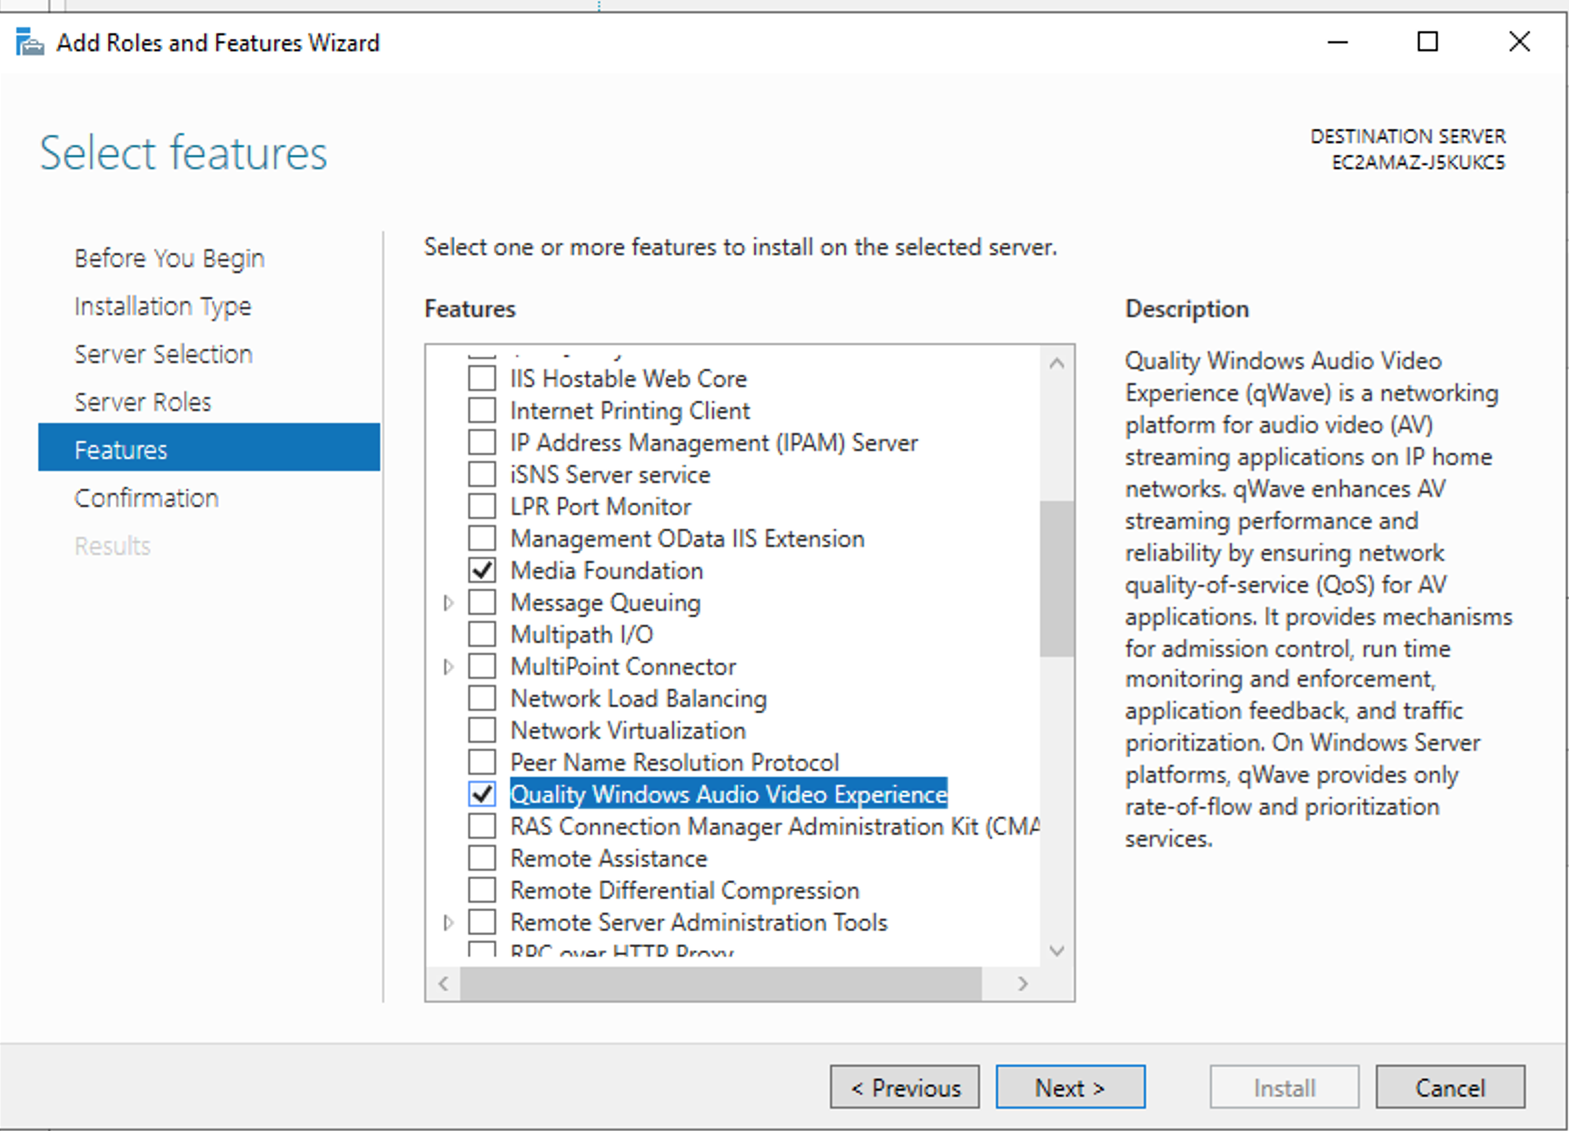 Add Roles and Features Wizard
Select features
DESTINATION SERVER
EC2AMAZ-J5KUKC5
Before You Begin
Installation Type
Server Selection
Server Roles
Features
Confirmation
Results
Select one or more features to install on the selected server.
Features
IIS Hostable Web Core
Internet Printing Client
IP Address Management (IPAM) Server
iSNS Server service
LPR Port Monitor
Management OData IIS Extension
Media Foundation
Message Queuing
Multipath I/O
MultiPoint Connector
Network Load Balancing
Network Virtualization
Peer Name Resolution Protocol
Quality Windows Audio Video Experience
RAS Connection Manager Administration Kit (CMA
Remote Assistance
Remote Differential Compression
Remote Server Administration Tools
RPC over HTTP Proxy
Description
Quality Windows Audio Video
Experience (qWave) is a networking
platform for audio video (AV)
streaming applications on IP home
networks. qWave enhances AV
streaming performance and
reliability by ensuring network
quality-of-service (QoS) for AV
applications. It provides mechanisms
for admission control, run time
monitoring and enforcement,
application feedback, and traffic
prioritization. On Windows Server
platforms, qWave provides only
rate-of-flow and prioritization
services.
< Previous
Next >
Install
Cancel